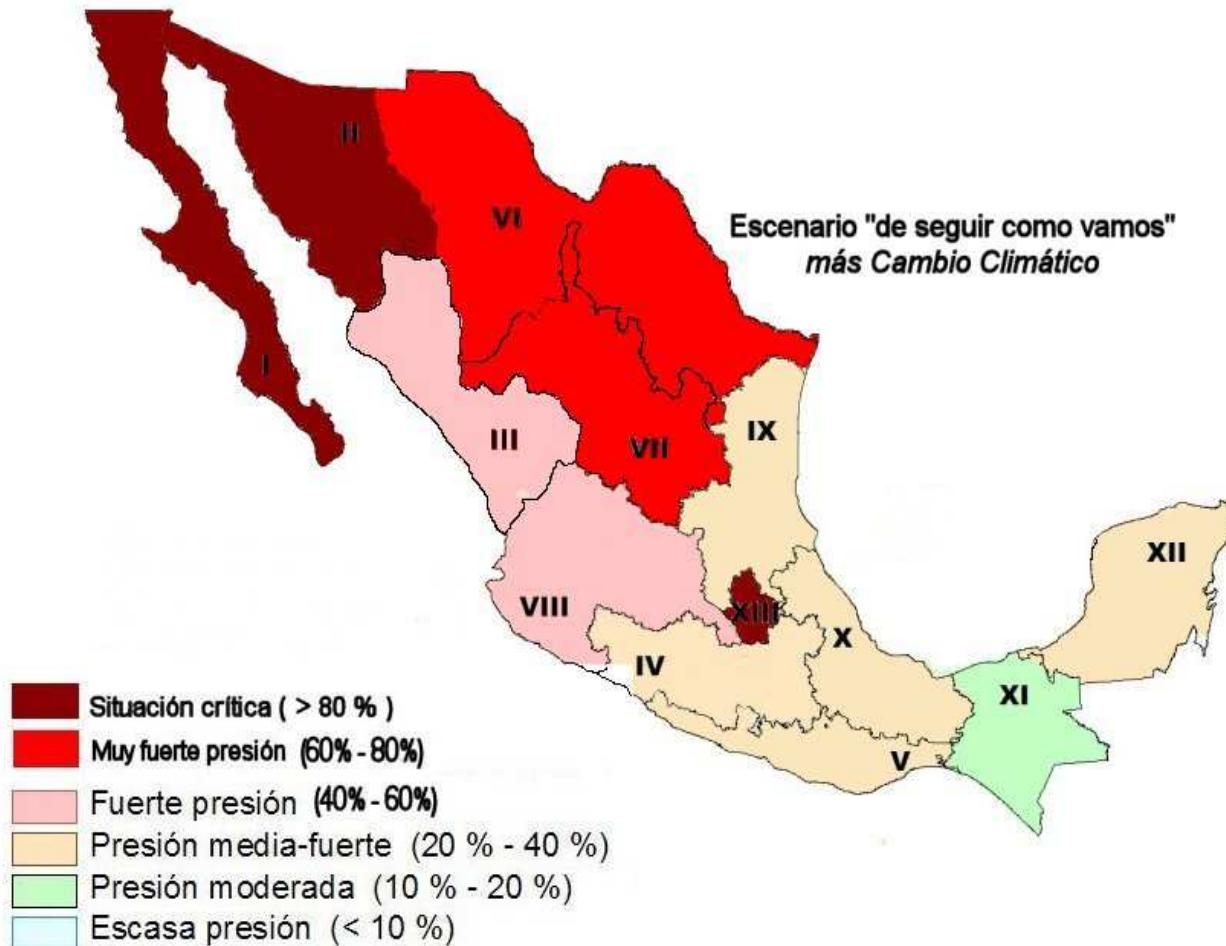 II
VI
Escenario "de seguir como vamos"
más Cambio Climático
I
III
VII
IX
XII
VIII
XIII
IV
X
XI
V
Situación crítica ( > 80 % )
Muy fuerte presión (60% - 80%)
Fuerte presión (40% - 60%)
Presión media-fuerte (20 % - 40 %)
Presión moderada (10 % - 20 %)
Escasa presión (< 10 %)